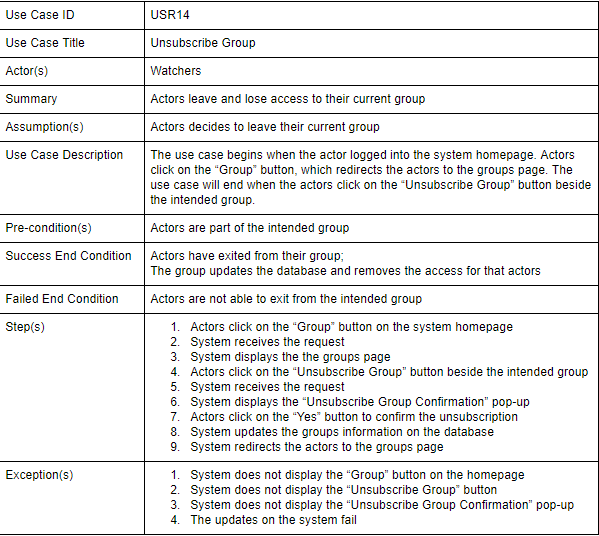 Use Case ID
USR14
Use Case Title
Unsubscribe Group
Actor(s)
Watchers
Summary
Actors leave and lose access to their current group
Assumption(s)
Actors decides to leave their current group
Use Case Description
The use case begins when the actor logged into the system homepage. Actors
click on the “Group” button, which redirects the actors to the groups page. The
use case will end when the actors click on the “Unsubscribe Group” button beside
the intended group.
Pre-condition(s)
Actors are part of the intended group
Success End Condition
Actors have exited from their group;
The group updates the database and removes the access for that actors
Failed End Condition
Actors are not able to exit from the intended group
Step(s)
1. Actors click on the “Group” button on the system homepage
2. System receives the request
3. System displays the the groups page
4. Actors click on the “Unsubscribe Group” button beside the intended group
5. System receives the request
6. System displays the “Unsubscribe Group Confirmation” pop-up
7. Actors click on the “Yes” button to confirm the unsubscription
8. System updates the groups information on the database
9. System redirects the actors to the groups page
Exception(s)
1. System does not display the “Group” button on the homepage
2. System does not display the “Unsubscribe Group” button
3. System does not display the “Unsubscribe Group Confirmation” pop-up
4. The updates on the system fail